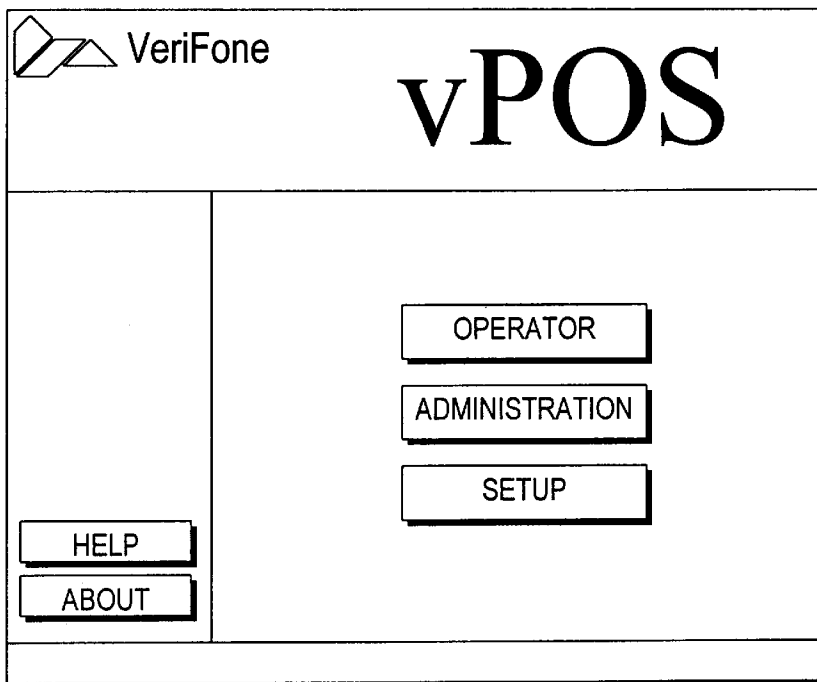 VeriFone
vPOS
OPERATOR
ADMINISTRATION
SETUP
HELP
ABOUT